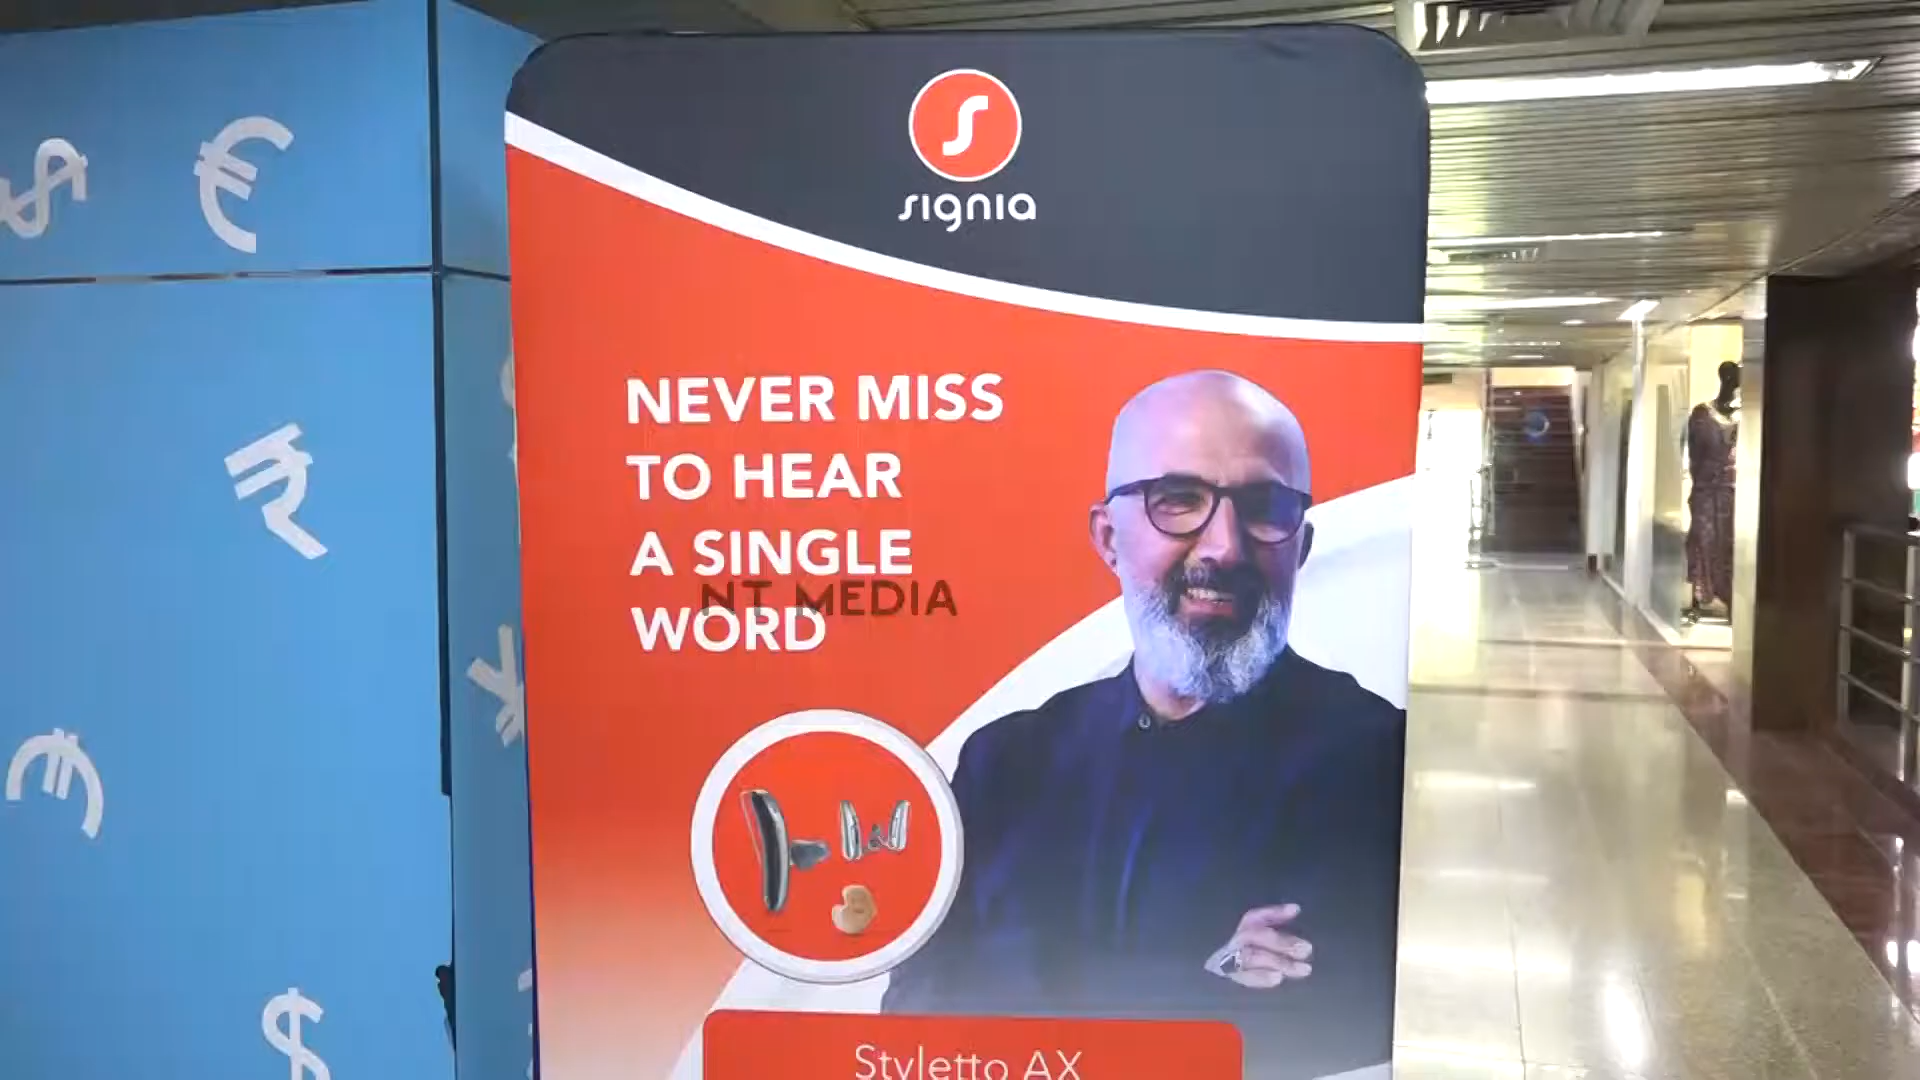 signia
NEVER MISS
TO HEAR
A SINGLE
WORD
NT MEDIA
Styletto AX